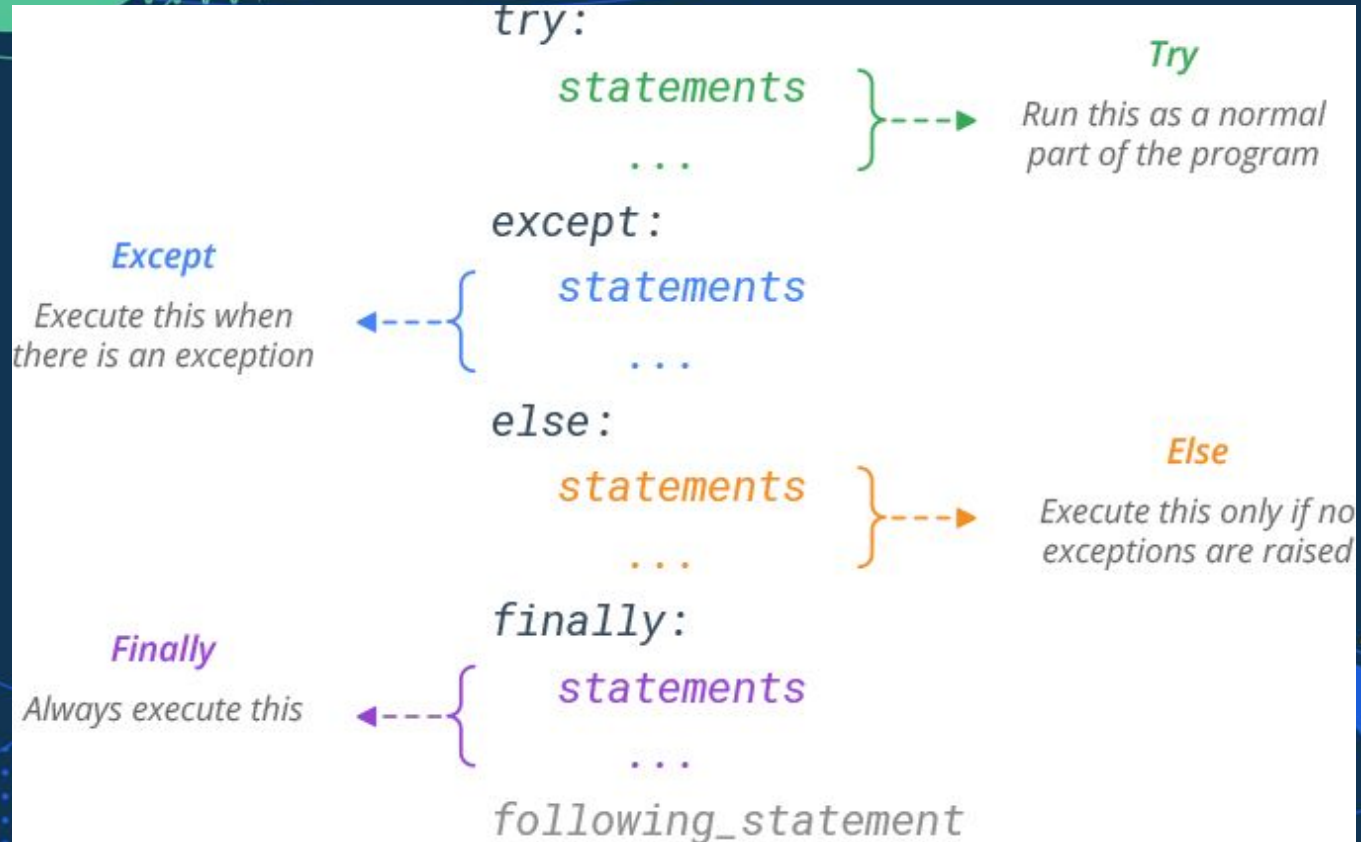 try:
statements
...
Try
Run this as a normal
part of the program
except:
statements
...
Except
Execute this when
there is an exception
else:
statements
...
Else
Execute this only if no
exceptions are raised
finally:
statements
...
Finally
Always execute this
following_statement